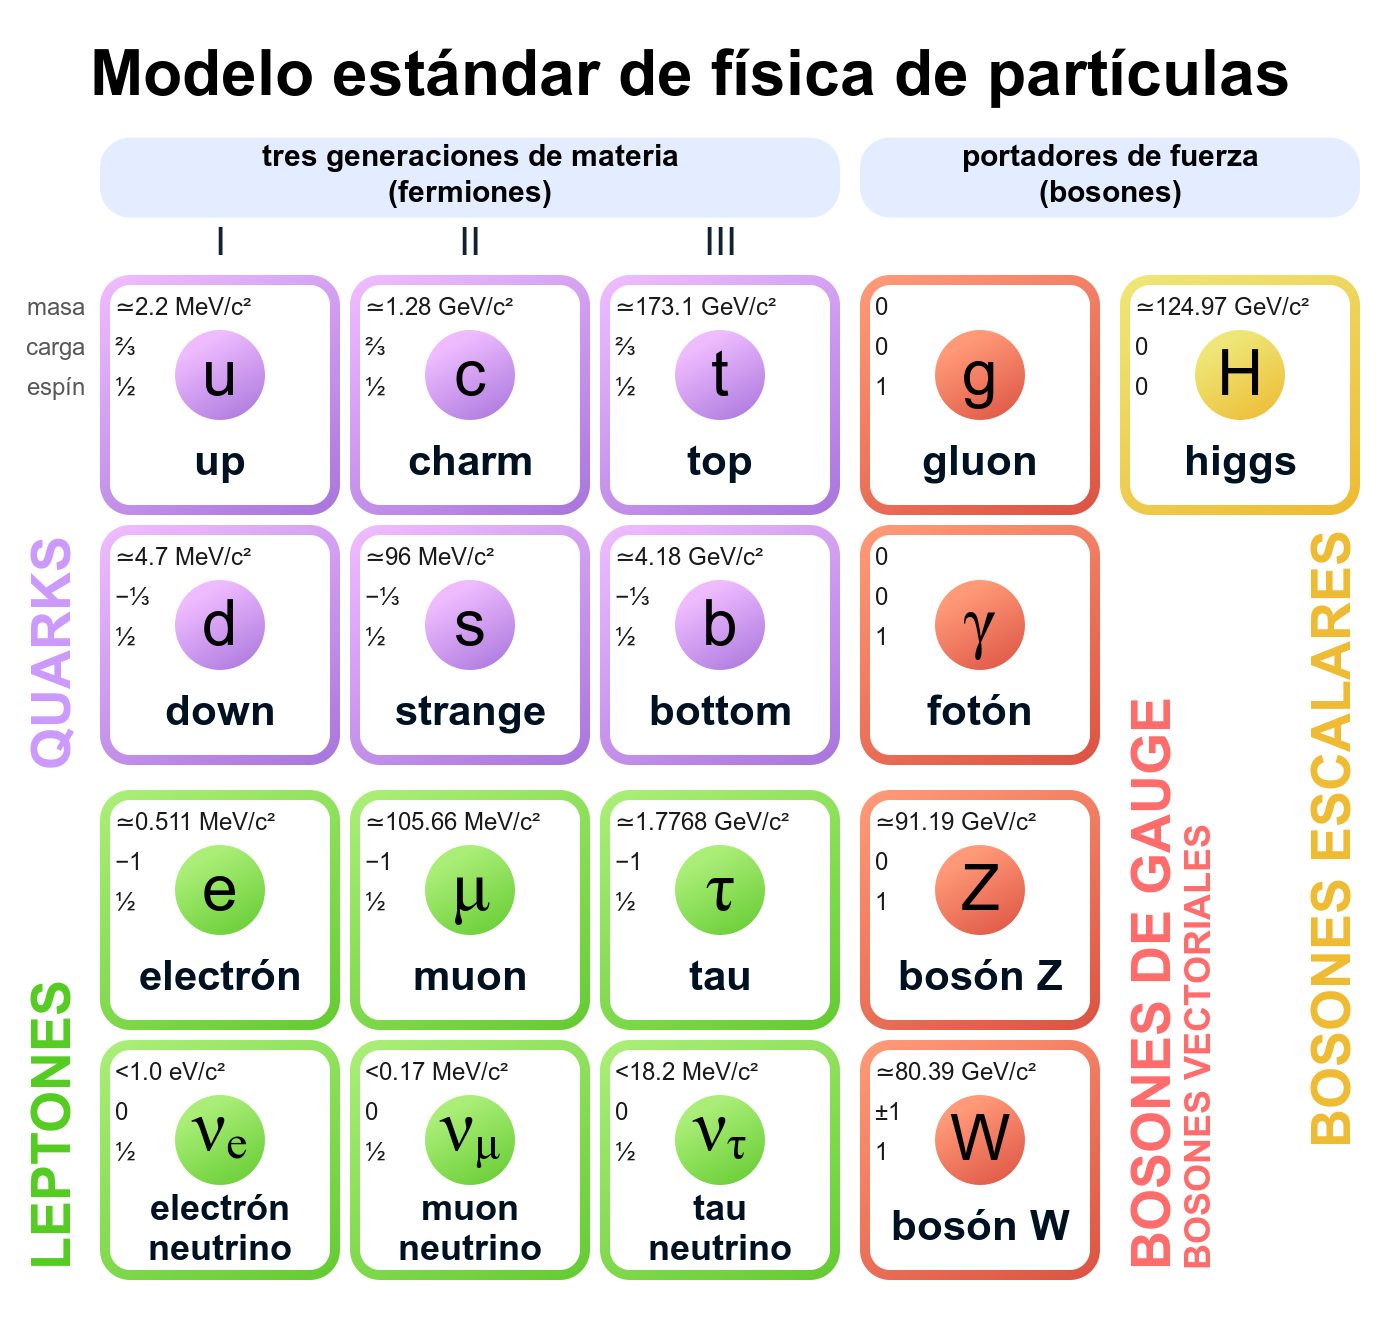 Modelo estándar de física de partículas
tres generaciones de materia
(fermiones)
portadores de fuerza
(bosones)
I
II
III
masa
carga
espín
≃2.2 MeV/c²
⅔
½
u
up
≃1.28 GeV/c²
⅔
½
c
charm
≃173.1 GeV/c²
⅔
½
t
top
0
0
1
g
gluon
≃124.97 GeV/c²
0
0
H
higgs
QUARKS
≃4.7 MeV/c²
−⅓
½
d
down
≃96 MeV/c²
−⅓
½
s
strange
≃4.18 GeV/c²
−⅓
½
b
bottom
0
0
1
γ
fotón
LEPTONES
≃0.511 MeV/c²
−1
½
e
electrón
≃105.66 MeV/c²
−1
½
μ
muon
≃1.7768 GeV/c²
−1
½
τ
tau
≃91.19 GeV/c²
0
1
Z
bosón Z
<1.0 eV/c²
0
½
νe
electrón
neutrino
<0.17 MeV/c²
0
½
νμ
muon
neutrino
<18.2 MeV/c²
0
½
ντ
tau
neutrino
≃80.39 GeV/c²
±1
1
W
bosón W
BOSONES DE GAUGE
BOSONES VECTORIALES
BOSONES ESCALARES